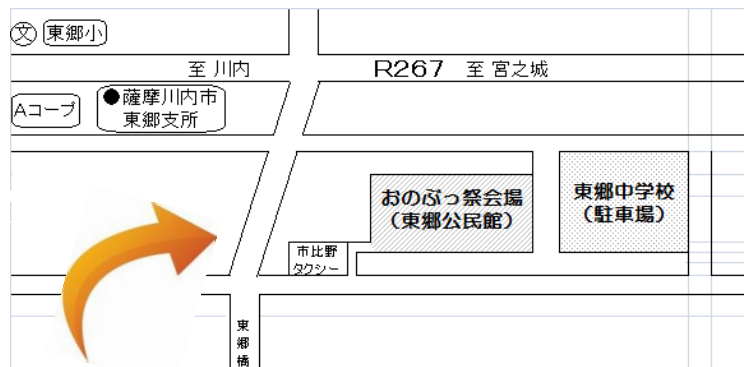 文
東郷小
至 川内
R267 至 宮之城
Aコープ
●薩摩川内市
東郷支所
おのぶっ祭会場
(東郷公民館)
東郷中学校
(駐車場)
市比野
タクシー
東郷橋